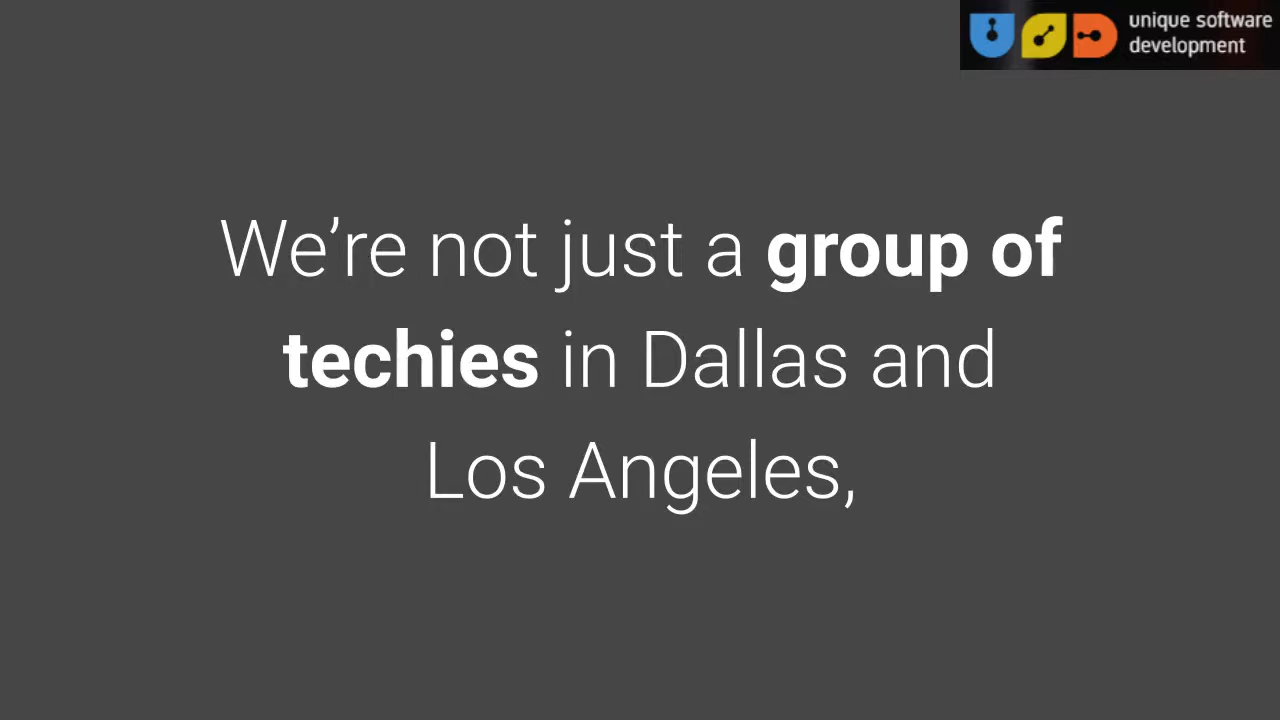 unique software
development
We’re not just a group of
techies in Dallas and
Los Angeles,